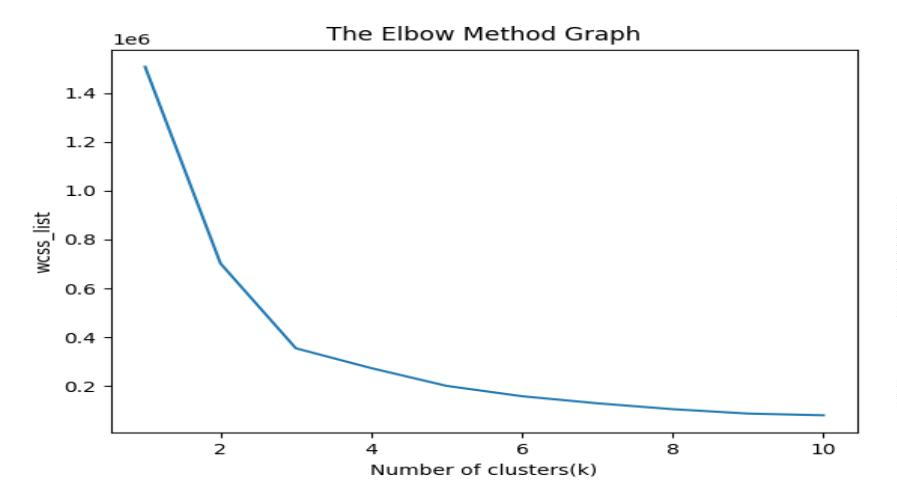 The Elbow Method Graph
1e6
1.4
1.2
1.0
0.8
0.6
0.4
0.2
wcss_list
2 4 6 8 10
Number of clusters(k)